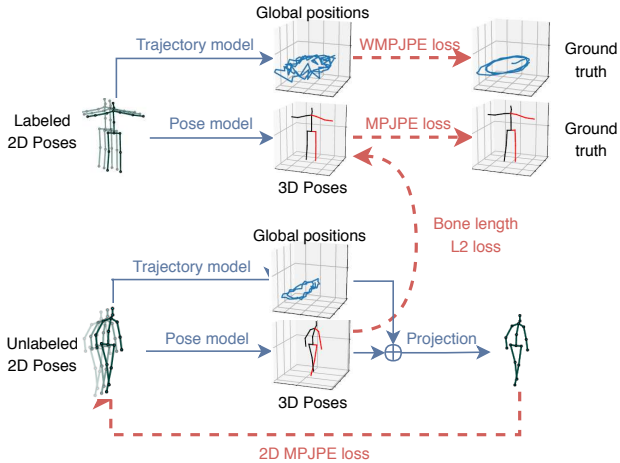 Global positions
Trajectory model
WMPJPE loss
Ground
truth
Labeled
2D Poses
Pose model
MPJPE loss
Ground
truth
3D Poses
Bone length
L2 loss
Global positions
Trajectory model
Unlabeled
2D Poses
Pose model
Projection
3D Poses
2D MPJPE loss